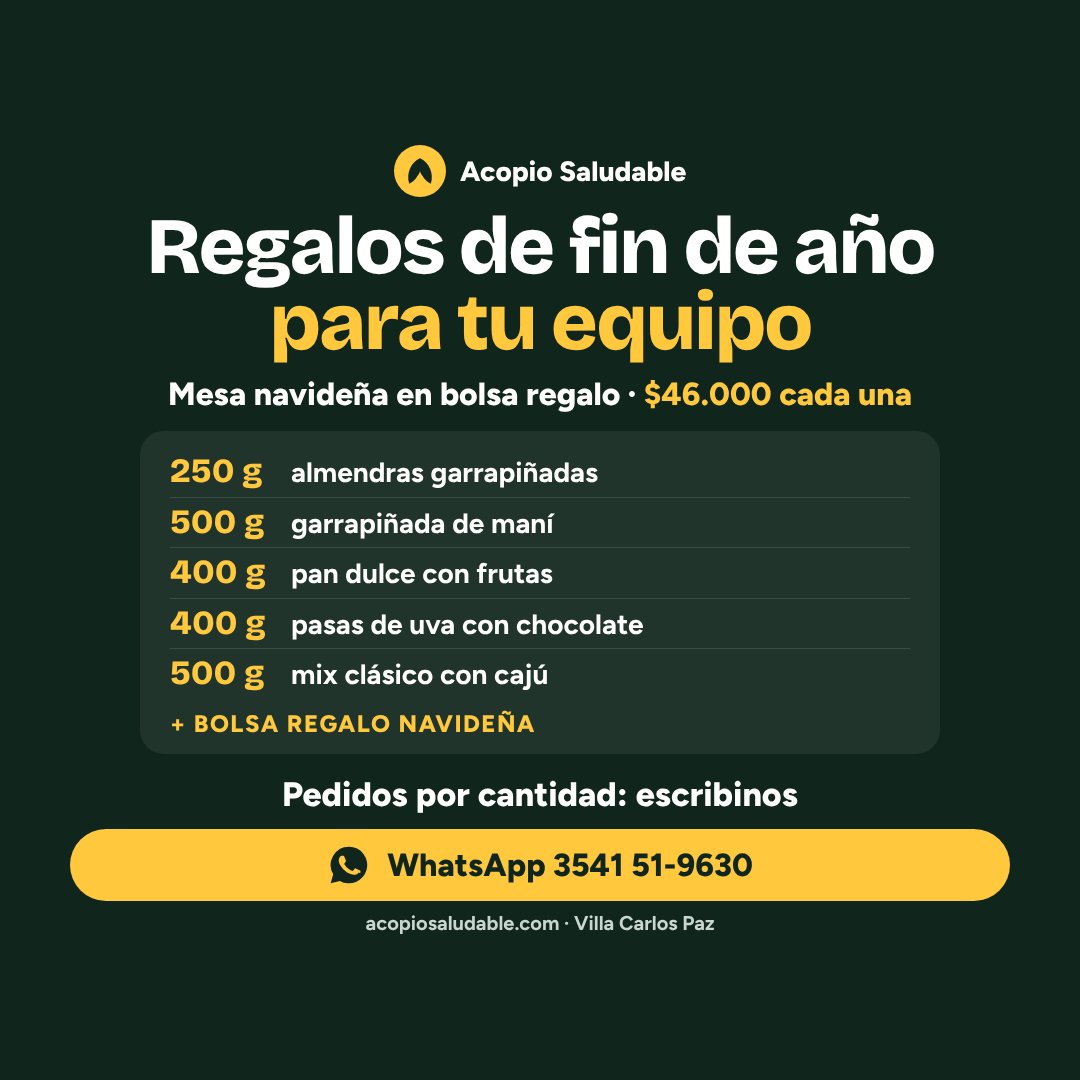 Acopio Saludable
Regalos de fin de año
para tu equipo
Mesa navideña en bolsa regalo · $46.000 cada una
250 g almendras garrapiñadas
500 g garrapiñada de maní
400 g pan dulce con frutas
400 g pasas de uva con chocolate
500 g mix clásico con cajú
+ BOLSA REGALO NAVIDEÑA
Pedidos por cantidad: escribinos
WhatsApp 3541 51-9630
acopiosaludable.com · Villa Carlos Paz